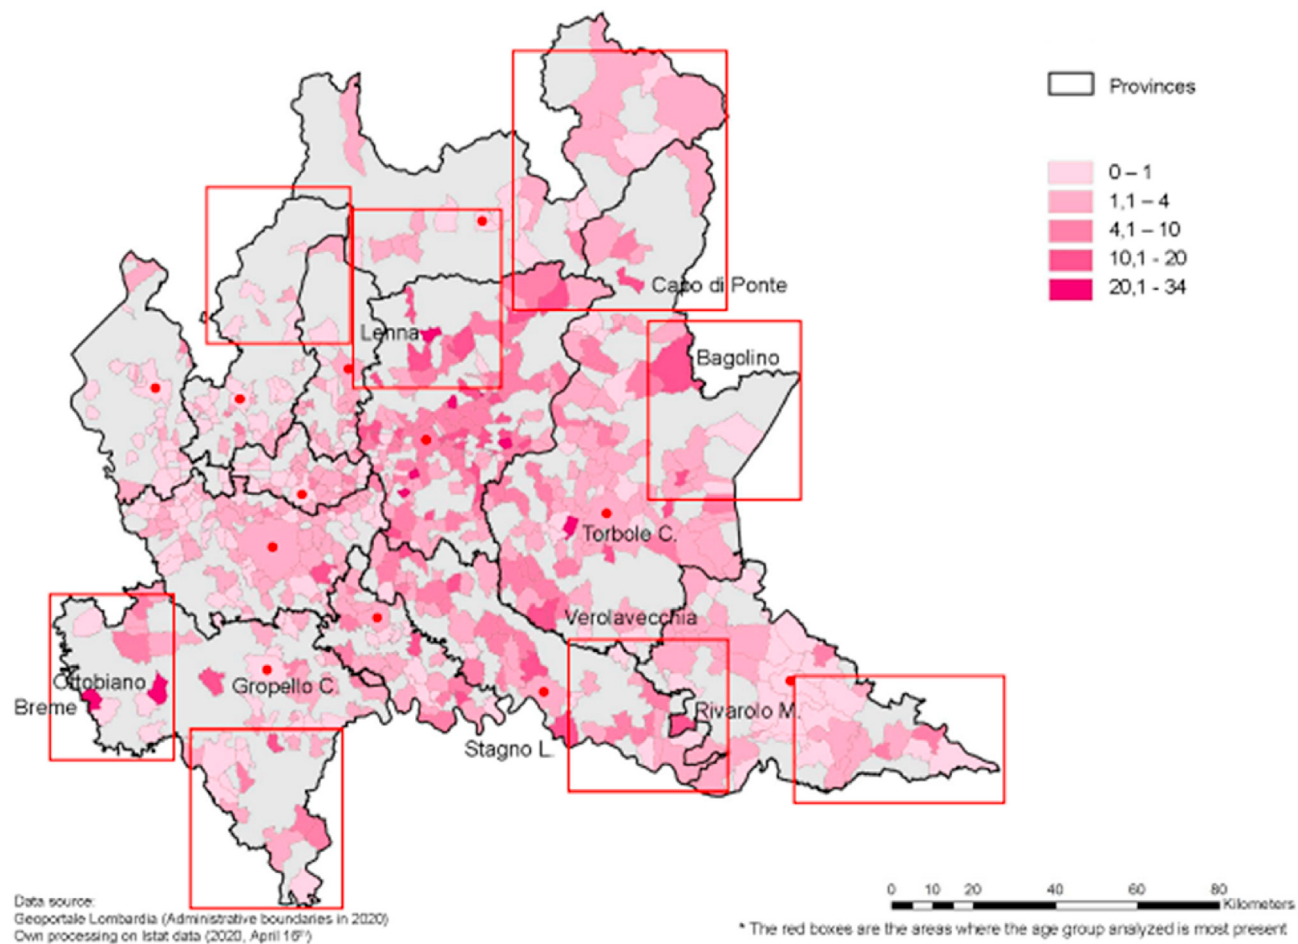 Provinces
0 – 1
1,1 – 4
4,1 – 10
10,1 - 20
20,1 - 34
Capo di Ponte
Lenna
Bagolino
Torbole C.
Verolavecchia
Ottobiano
Gropello C.
Breme
Rivarolo M.
Stagno L.
Data source:
Geoportale Lombardia (Administrative boundaries in 2020)
Own processing on Istat data (2020, April 16th)
0 10 20 40 60 80
Kilometers
* The red boxes are the areas where the age group analyzed is most present